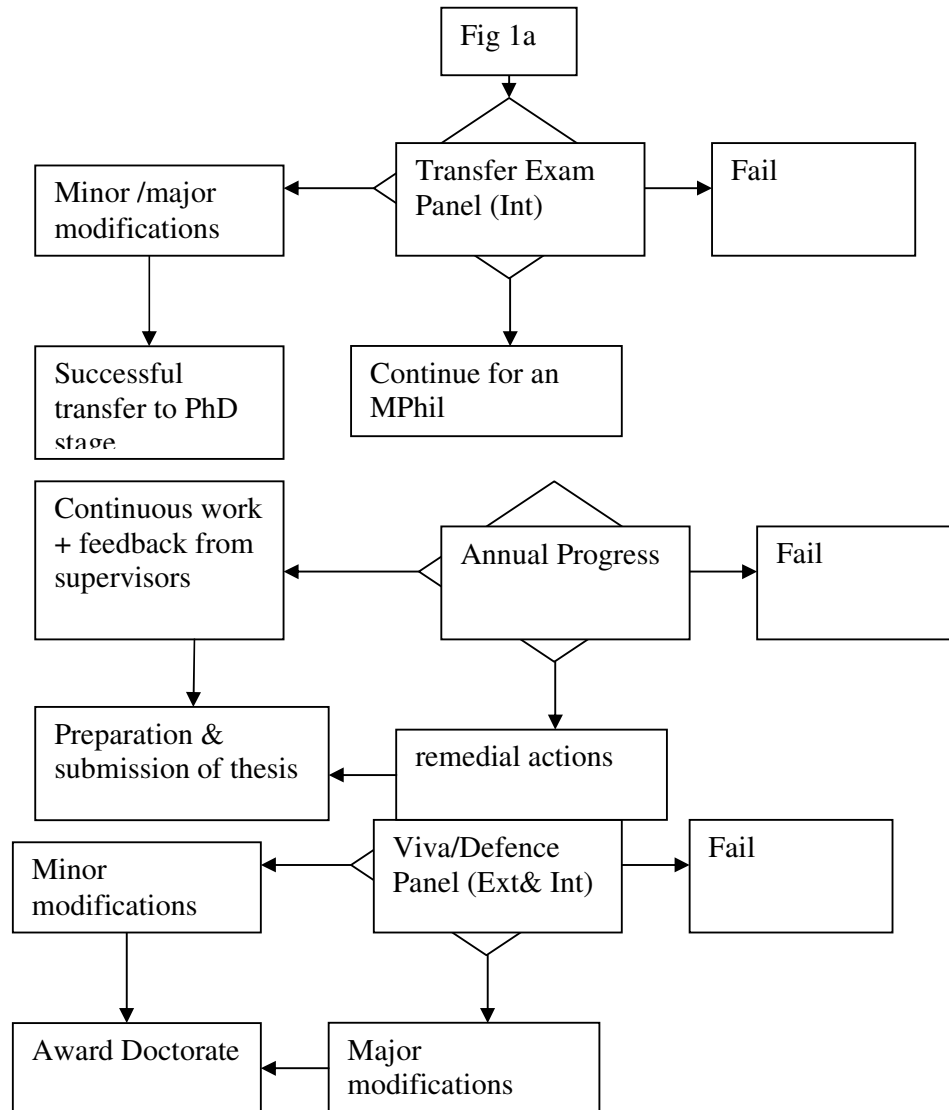 Fig 1a
Transfer Exam
Panel (Int)
Fail
Minor /major
modifications
Successful
transfer to PhD
stage
Continue for an
MPhil
Continuous work
+ feedback from
supervisors
Annual Progress
Fail
Preparation &
submission of thesis
remedial actions
Viva/Defence
Panel (Ext& Int)
Fail
Minor
modifications
Award Doctorate
Major
modifications